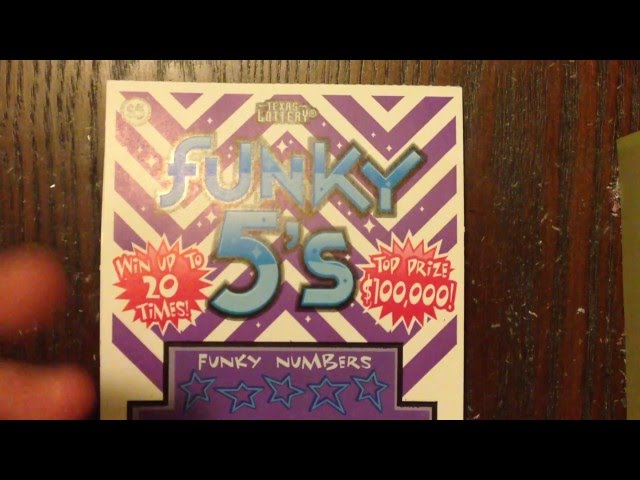 $5
TEXAS
LOTTERY®
FUNKY
5's
WIN UP TO
20
TIMES!
TOP PRIZE
$100,000!
FUNKY NUMBERS